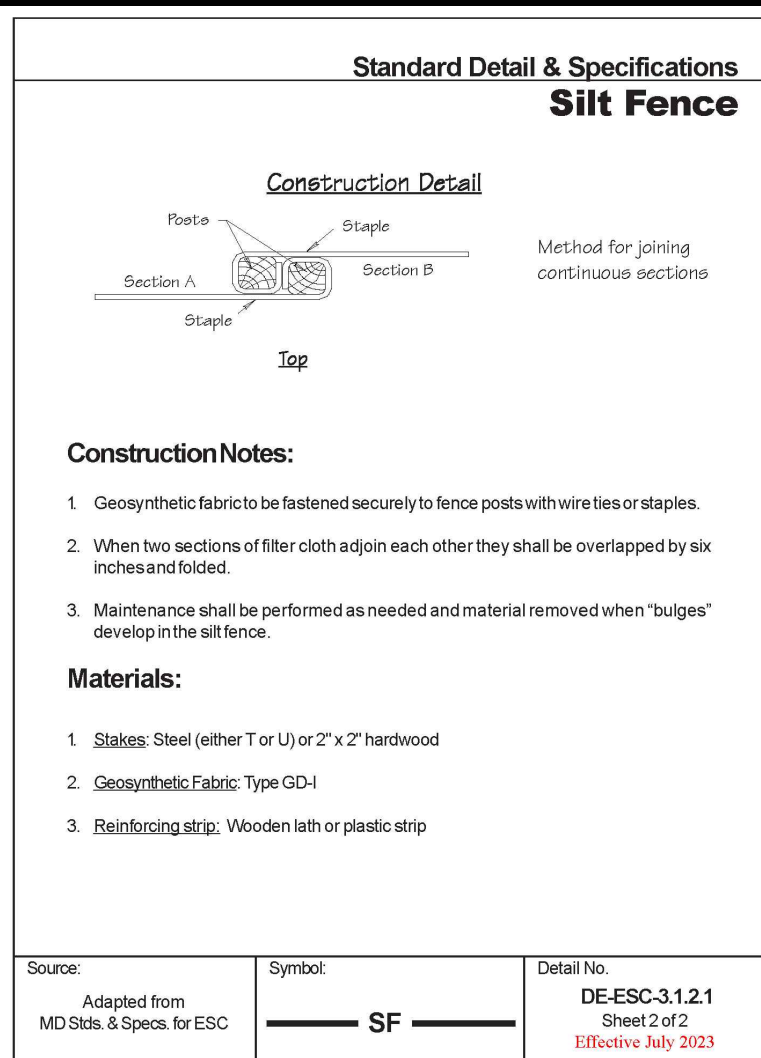 Standard Detail & Specifications
Silt Fence
Construction Detail
Posts
Staple
Section A
Section B
Staple
Top
Method for joining
continuous sections
Construction Notes:
1. Geosynthetic fabric to be fastened securely to fence posts with wire ties or staples.
2. When two sections of filter cloth adjoin each other they shall be overlapped by six
inches and folded.
3. Maintenance shall be performed as needed and material removed when “bulges”
develop in the silt fence.
Materials:
1. Stakes: Steel (either T or U) or 2" x 2" hardwood
2. Geosynthetic Fabric: Type GD-I
3. Reinforcing strip: Wooden lath or plastic strip
Source:
Adapted from
MD Stds. & Specs. for ESC
Symbol:
SF
Detail No.
DE-ESC-3.1.2.1
Sheet 2 of 2
Effective July 2023